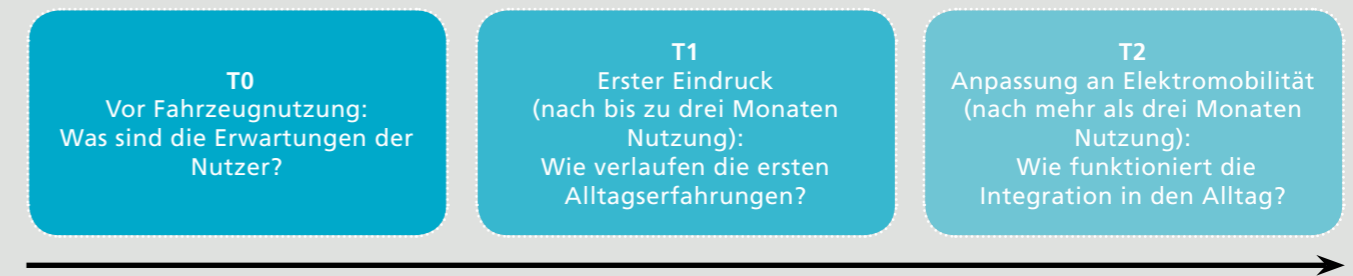 T0
Vor Fahrzeugnutzung:
Was sind die Erwartungen der
Nutzer?
T1
Erster Eindruck
(nach bis zu drei Monaten
Nutzung):
Wie verlaufen die ersten
Alltagserfahrungen?
T2
Anpassung an Elektromobilität
(nach mehr als drei Monaten
Nutzung):
Wie funktioniert die
Integration in den Alltag?